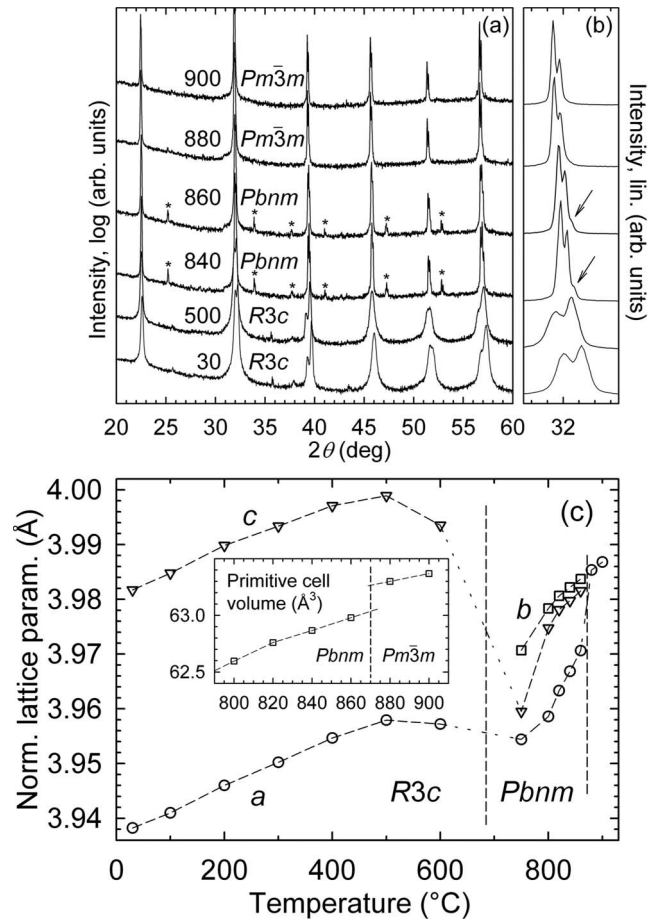 (a)
(b)
900 Pm3̄m
880 Pm3̄m
860 Pbnm
* * * * * *
840 Pbnm
* * * * * *
500 R3c
30 R3c
Intensity, log (arb. units)
Intensity, lin. (arb. units)
20 25 30 35 40 45 50 55 60
32
2θ (deg)
(c)
4.00
3.99
3.98
3.97
3.96
3.95
3.94
Norm. lattice param. (Å)
c
b
a
Primitive cell
volume (Å³)
63.0
62.5
Pbnm
Pm3̄m
800 820 840 860 880 900
R3c
Pbnm
0 200 400 600 800
Temperature (°C)